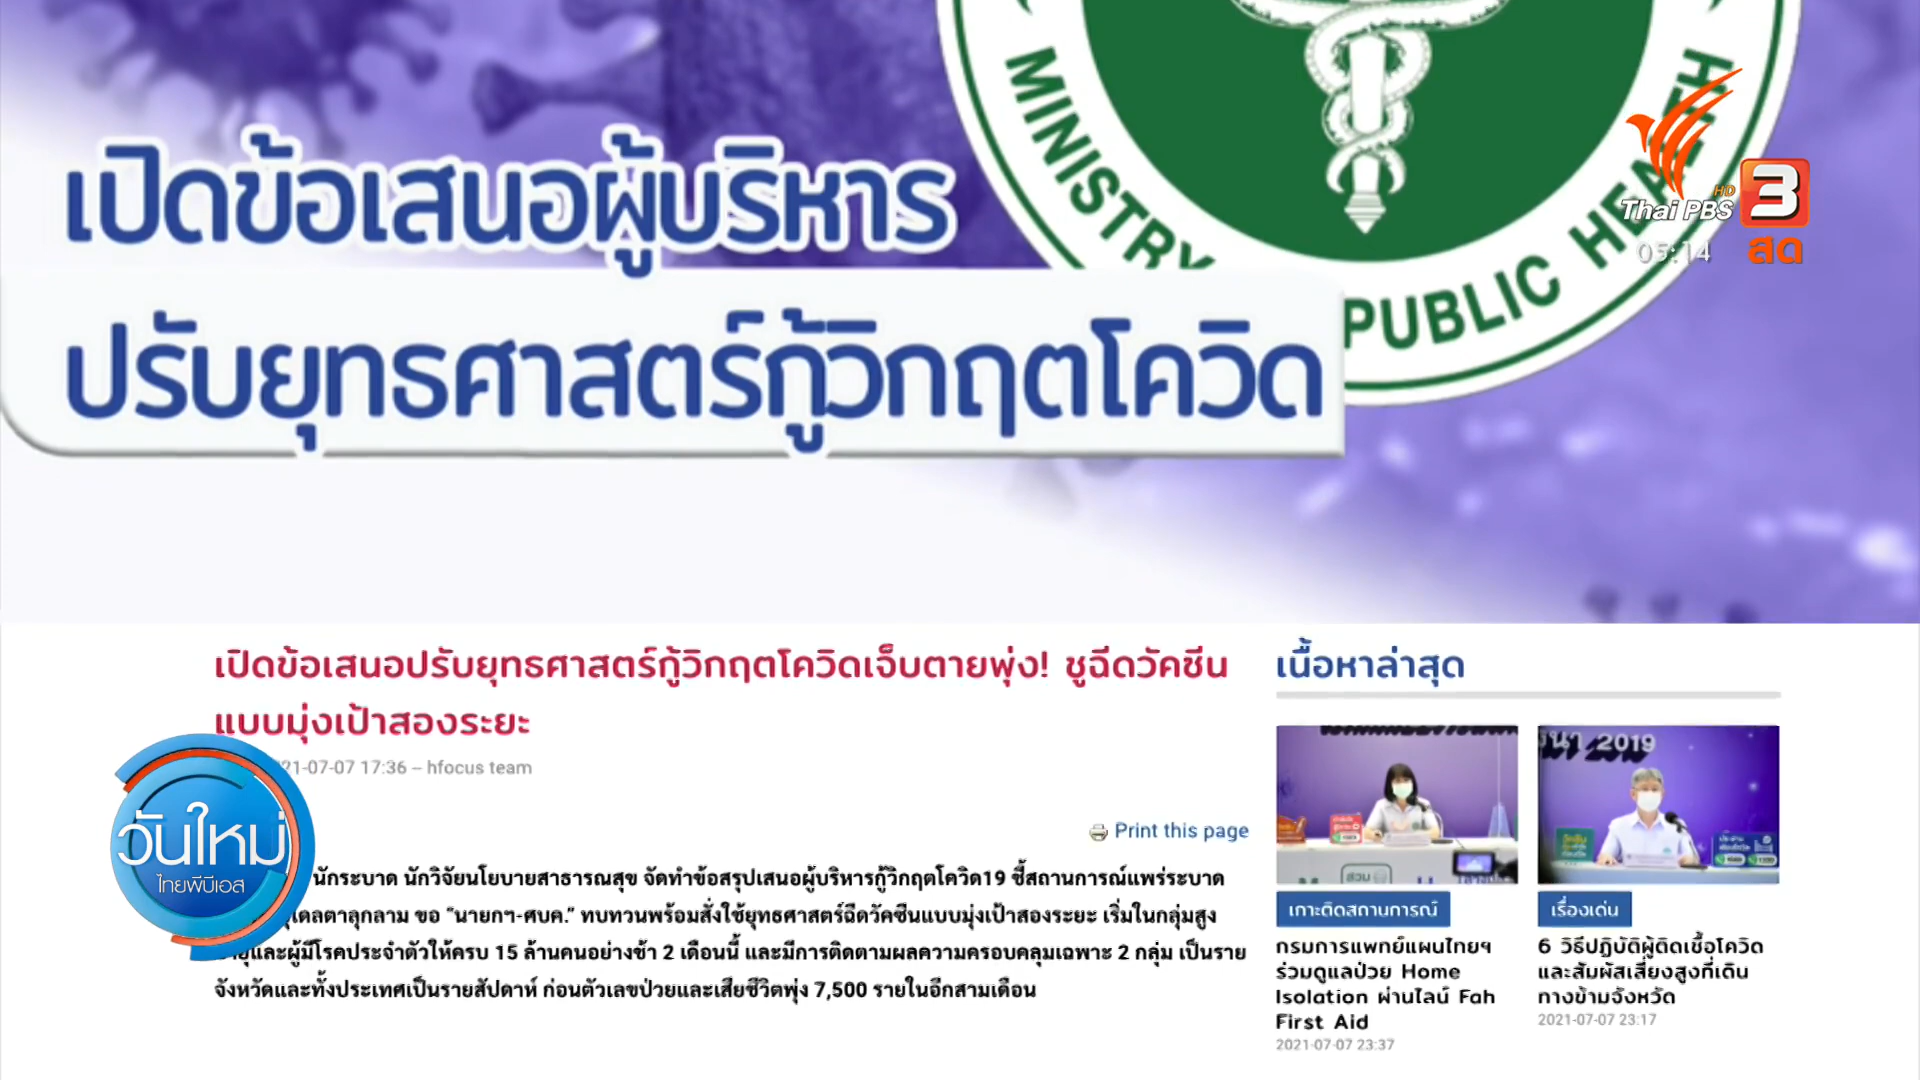 MINISTRY PUBLIC HEALTH
เปิดข้อเสนอผู้บริหาร
ปรับยุทธศาสตร์กู้วิกฤตโควิด
HD
Thai PBS 3
05:14 สด
เปิดข้อเสนอปรับยุทธศาสตร์กู้วิกฤตโควิดเจ็บตายพุ่ง! ชูฉีดวัคซีน
แบบมุ่งเป้าสองระยะ
21-07-07 17:36 – hfocus team
Print this page
วันใหม่
ไทยพีบีเอส
นักระบาด นักวิจัยนโยบายสาธารณสุข จัดทำข้อสรุปเสนอผู้บริหารกู้วิกฤตโควิด19 ชี้สถานการณ์แพร่ระบาด
เดลตาลุกลาม ขอ “นายกฯ-ศบค.” ทบทวนพร้อมสั่งใช้ยุทธศาสตร์ฉีดวัคซีนแบบมุ่งเป้าสองระยะ เริ่มในกลุ่มสูง
อายุและผู้มีโรคประจำตัวให้ครบ 15 ล้านคนอย่างช้า 2 เดือนนี้ และมีการติดตามผลความครอบคลุมเฉพาะ 2 กลุ่ม เป็นราย
จังหวัดและทั้งประเทศเป็นรายสัปดาห์ ก่อนตัวเลขป่วยและเสียชีวิตพุ่ง 7,500 รายในอีกสามเดือน
เนื้อหาล่าสุด
เกาะติดสถานการณ์
กรมการแพทย์แผนไทยฯ
ร่วมดูแลป่วย Home
Isolation ผ่านไลน์ Fah
First Aid
2021-07-07 23:37
2019
เรื่องเด่น
6 วิธีปฏิบัติผู้ติดเชื้อโควิด
และสัมผัสเสี่ยงสูงที่เดิน
ทางข้ามจังหวัด
2021-07-07 23:17